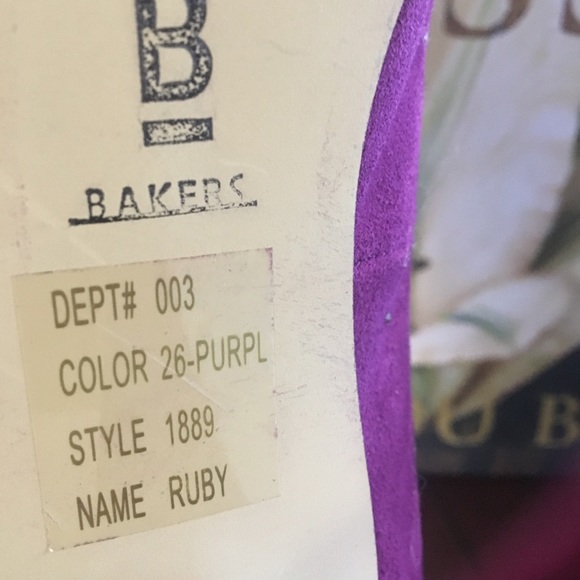 B
BAKERS
DEPT# 003
COLOR 26-PURPL
STYLE 1889
NAME RUBY